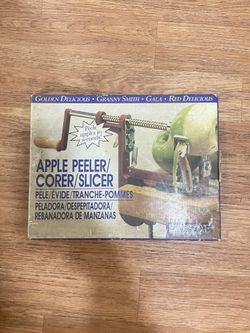 GOLDEN DELICIOUS • GRANNY SMITH • GALA • RED DELICIOUS
Peels
apples in
seconds!
APPLE PEELER/
CORER/SLICER
PELE/ÉVIDE/TRANCHE-POMMES
PELADORA/DESPEPITADORA/
REBANADORA DE MANZANAS